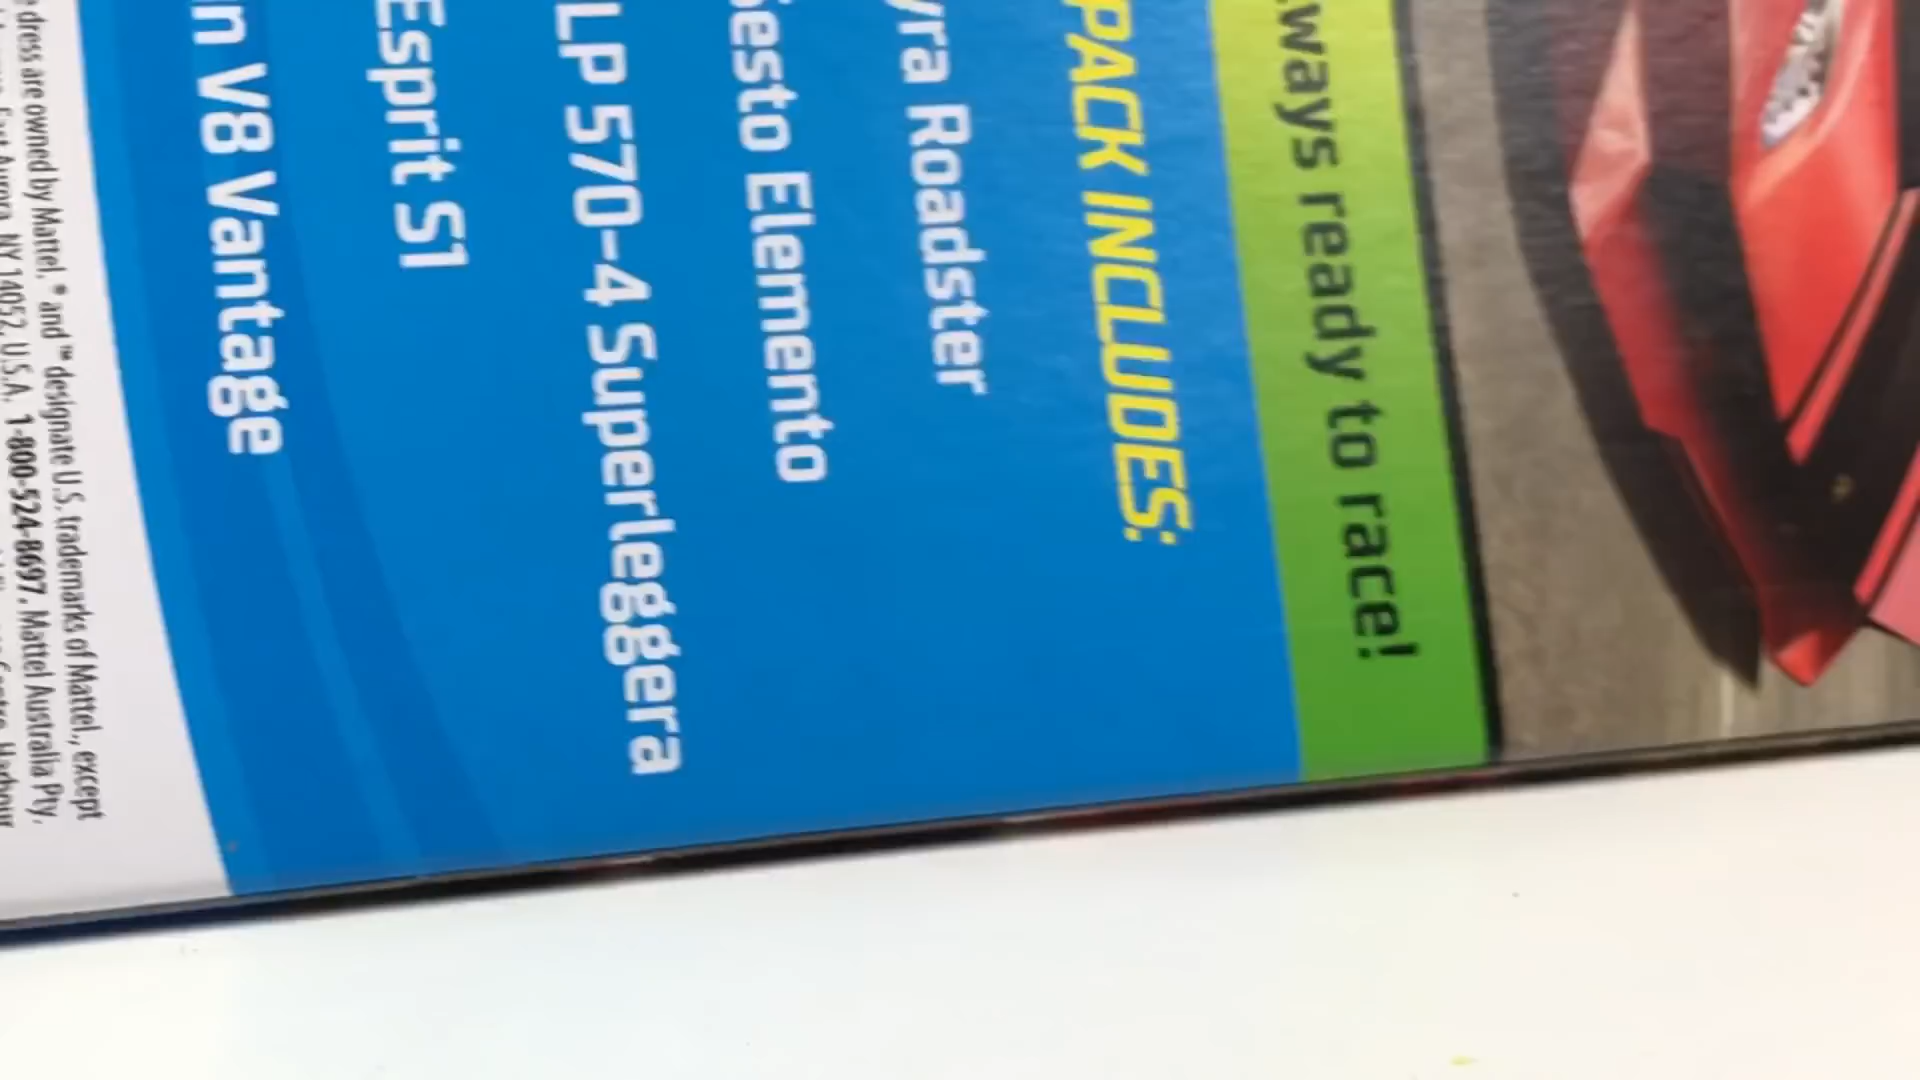 ways ready to race!
PACK INCLUDES:
yra Roadster
Sesto Elemento
LP 570-4 Superleggera
Esprit S1
n V8 Vantage
dress are owned by Mattel,® and ™ designate U.S. trademarks of Mattel., except
East Aurora, NY 14052, U.S.A. 1-800-524-8697. Mattel Australia Pty.